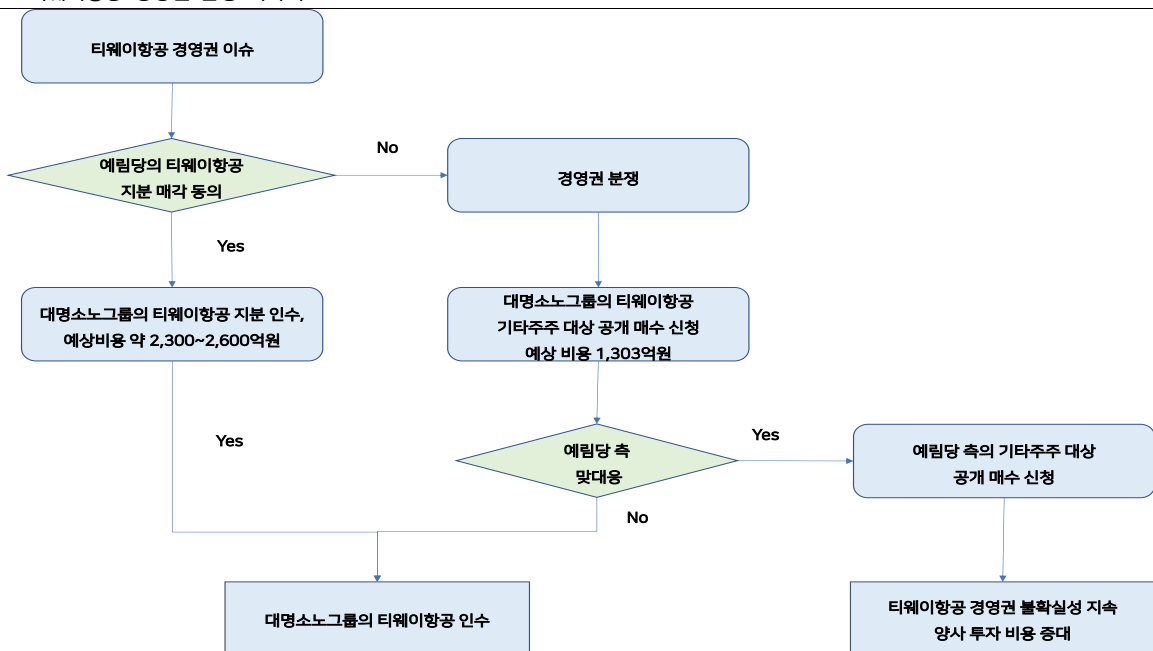 티웨이항공 경영권 이슈
예림당의 티웨이항공
지분 매각 동의
No
경영권 분쟁
Yes
대명소노그룹의 티웨이항공 지분 인수,
예상비용 약 2,300~2,600억원
대명소노그룹의 티웨이항공
기타주주 대상 공개 매수 신청
예상 비용 1,303억원
Yes
예림당 측
맞대응
Yes
예림당 측의 기타주주 대상
공개 매수 신청
No
대명소노그룹의 티웨이항공 인수
티웨이항공 경영권 불확실성 지속
양사 투자 비용 증대